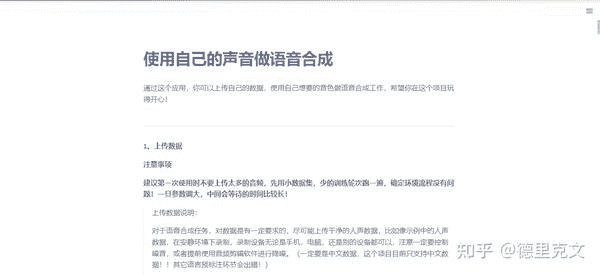 使用自己的声音做语音合成
通过这个应用，你可以上传自己的数据，使用自己想要的音色做语音合成工作，希望你在这个项目玩
得开心！
1、上传数据
注意事项
建议第一次使用时不要上传太多的音频，先用小数据集，少的训练轮次跑一遍，确定环境流程没有问
题！一旦参数调大，中间会等待的时间比较长！
上传数据说明：
对于语音合成任务，对数据是有一定要求的，尽可能上传干净的人声数据，比如像示例中的人声
数据，在安静环境下录制，录制设备无论是手机，电脑，还是别的设备都可以，注意一定要控制
噪音，或者提前使用音频剪辑软件进行降噪。（一定要是中文数据，这个项目目前只支持中文数
据！！其它语言预标注环节会出错！）
知乎 @德里克文